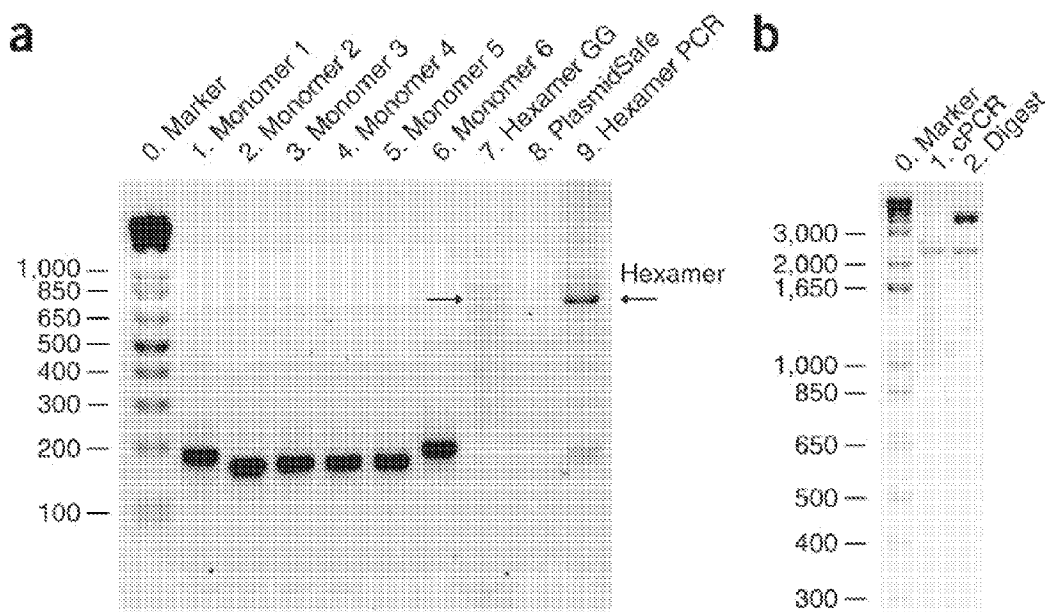 a
0. Marker
1. Monomer 1
2. Monomer 2
3. Monomer 3
4. Monomer 4
5. Monomer 5
6. Monomer 6
7. Hexamer GG
8. PlasmidSafe
9. Hexamer PCR
1,000
850
650
500
400
300
200
100
Hexamer
b
0. Marker
1. cPCR
2. Digest
3,000
2,000
1,650
1,000
850
650
500
400
300